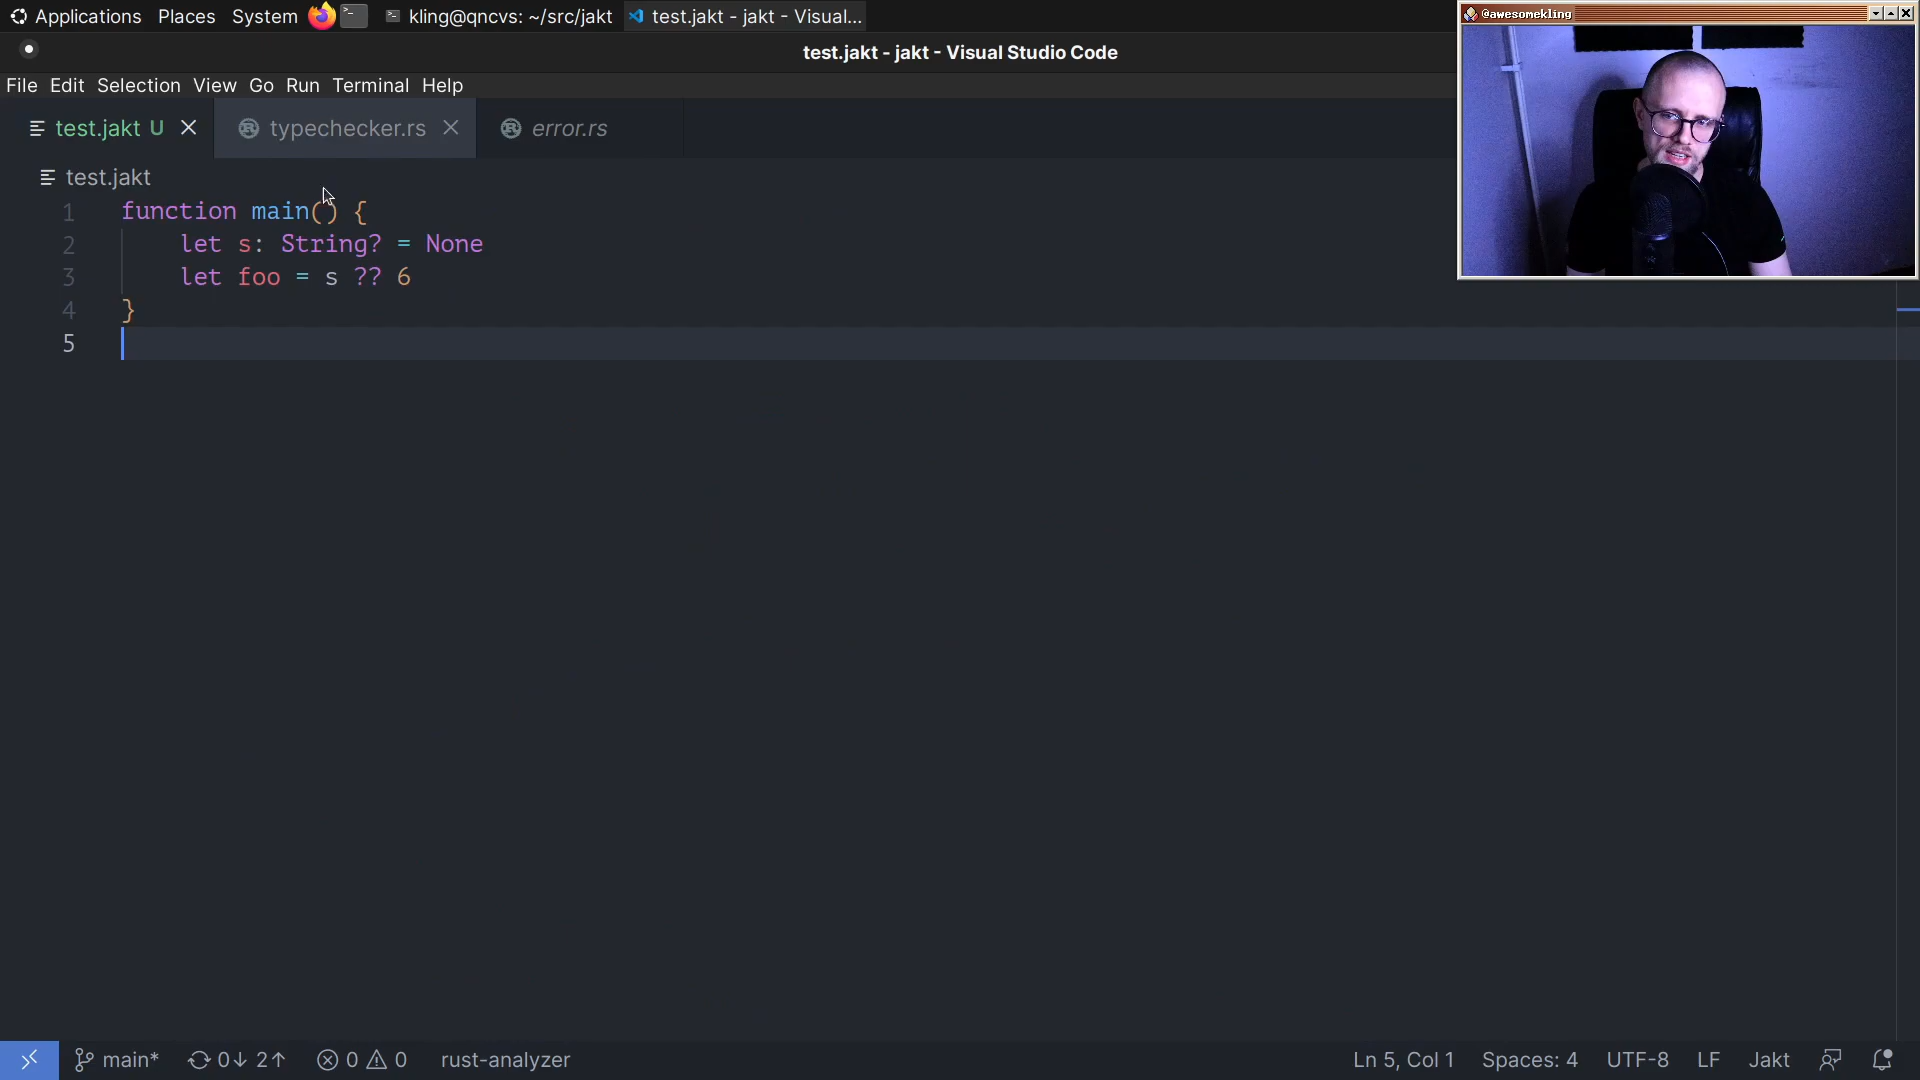 Applications Places System kling@qncvs: ~/src/jakt test.jakt - jakt - Visual...
@awesomekling
test.jakt - jakt - Visual Studio Code
File Edit Selection View Go Run Terminal Help
test.jakt U typechecker.rs error.rs
test.jakt
1 function main() {
2 let s: String? = None
3 let foo = s ?? 6
4 }
5
main* 0↓ 2↑ 0 0 rust-analyzer Ln 5, Col 1 Spaces: 4 UTF-8 LF Jakt